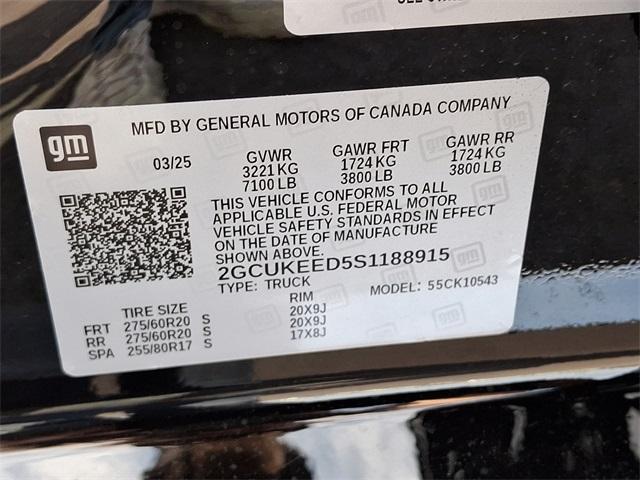 gm
MFD BY GENERAL MOTORS OF CANADA COMPANY
03/25
GVWR
3221 KG
7100 LB
GAWR FRT
1724 KG
3800 LB
GAWR RR
1724 KG
3800 LB
THIS VEHICLE CONFORMS TO ALL
APPLICABLE U.S. FEDERAL MOTOR
VEHICLE SAFETY STANDARDS IN EFFECT
ON THE DATE OF MANUFACTURE
SHOWN ABOVE.
2GCUKEED5S1188915
TYPE: TRUCK
MODEL: 55CK10543
TIRE SIZE RIM
FRT 275/60R20 S 20X9J
RR 275/60R20 S 20X9J
SPA 255/80R17 S 17X8J